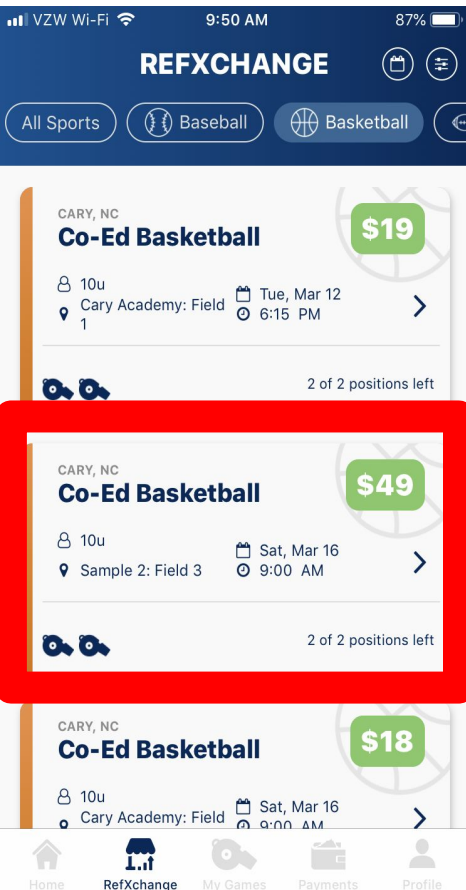 VZW Wi-Fi 9:50 AM 87%
REFXCHANGE
All Sports Baseball Basketball
CARY, NC
Co-Ed Basketball
$19
10u
Cary Academy: Field
1
Tue, Mar 12
6:15 PM
2 of 2 positions left
CARY, NC
Co-Ed Basketball
$49
10u
Sample 2: Field 3
Sat, Mar 16
9:00 AM
2 of 2 positions left
CARY, NC
Co-Ed Basketball
$18
10u
Cary Academy: Field
Sat, Mar 16
9:00 AM
Home RefXchange My Games Payments Profile